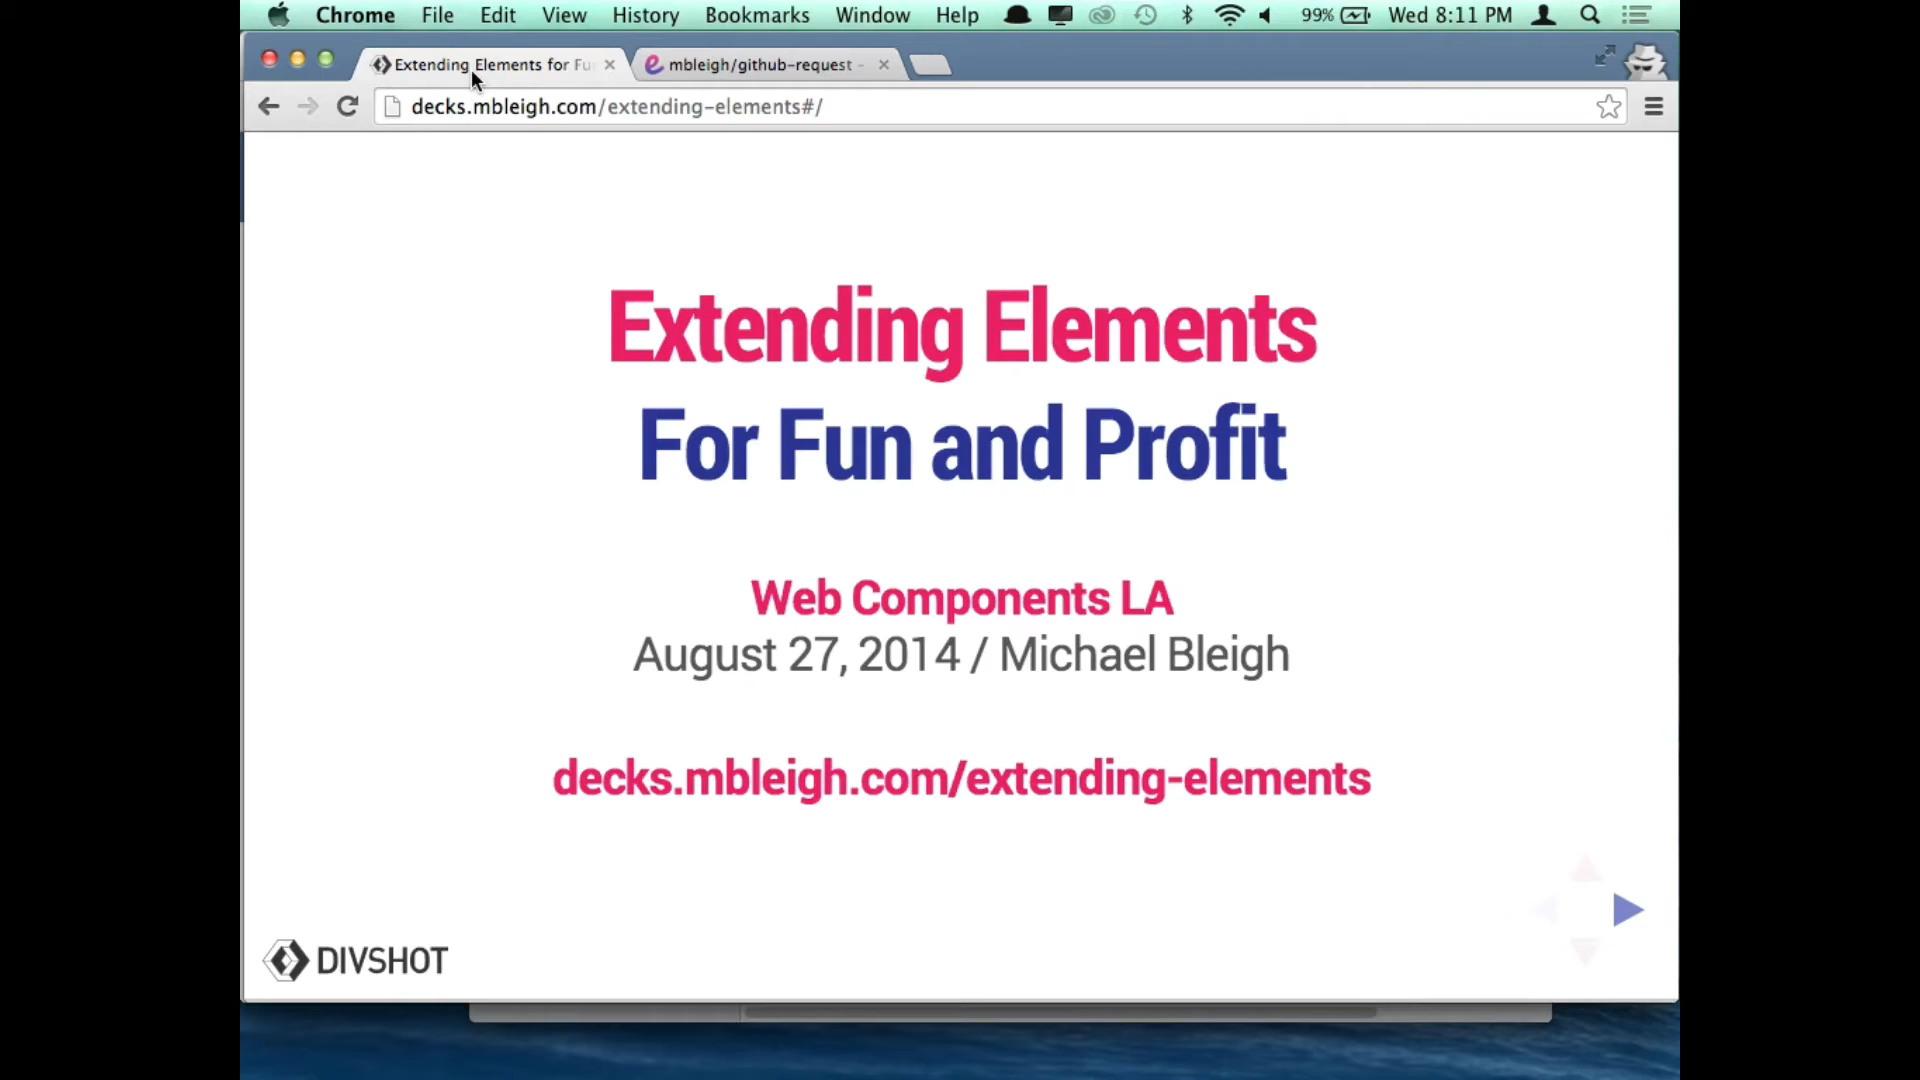 Chrome File Edit View History Bookmarks Window Help 99% Wed 8:11 PM
Extending Elements for Fu
mbleigh/github-request -
decks.mbleigh.com/extending-elements#/
Extending Elements
For Fun and Profit
Web Components LA
August 27, 2014 / Michael Bleigh
decks.mbleigh.com/extending-elements
DIVSHOT